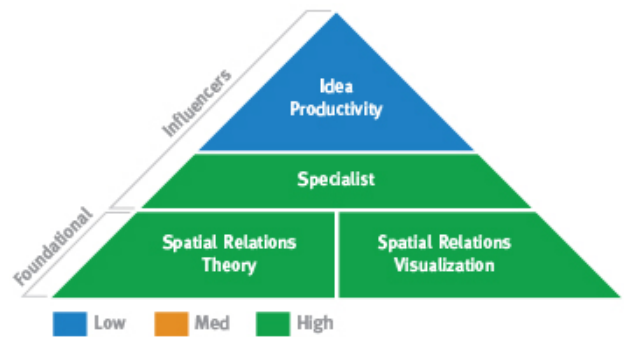 Influencers
Idea
Productivity
Specialist
Foundational
Spatial Relations
Theory
Spatial Relations
Visualization
Low
Med
High